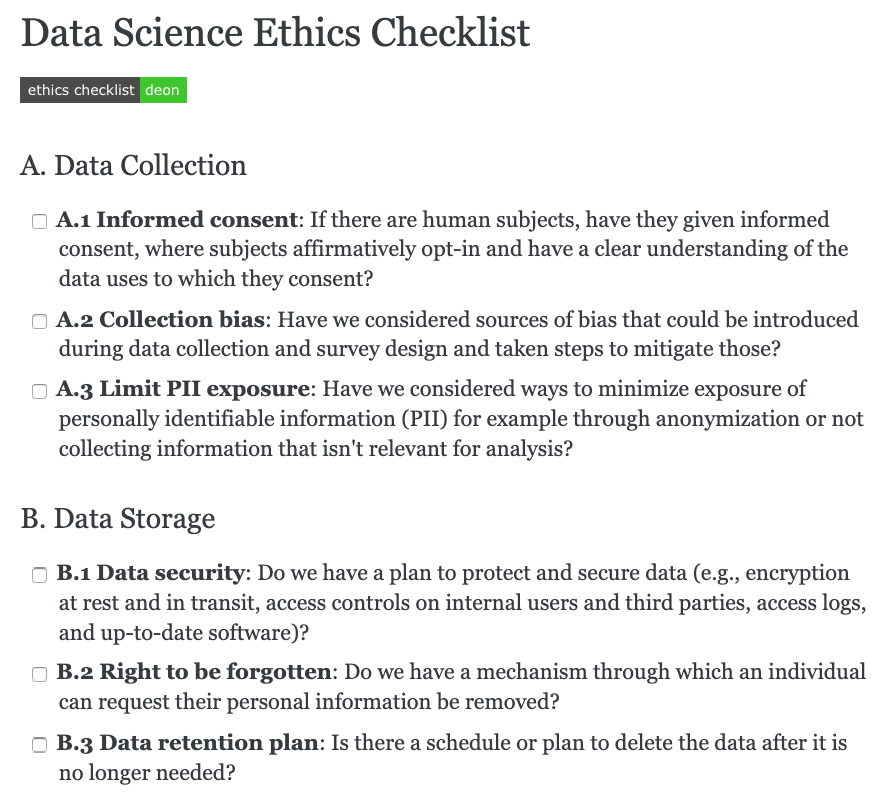 Data Science Ethics Checklist
ethics checklist deon
A. Data Collection
A.1 Informed consent: If there are human subjects, have they given informed
consent, where subjects affirmatively opt-in and have a clear understanding of the
data uses to which they consent?
A.2 Collection bias: Have we considered sources of bias that could be introduced
during data collection and survey design and taken steps to mitigate those?
A.3 Limit PII exposure: Have we considered ways to minimize exposure of
personally identifiable information (PII) for example through anonymization or not
collecting information that isn't relevant for analysis?
B. Data Storage
B.1 Data security: Do we have a plan to protect and secure data (e.g., encryption
at rest and in transit, access controls on internal users and third parties, access logs,
and up-to-date software)?
B.2 Right to be forgotten: Do we have a mechanism through which an individual
can request their personal information be removed?
B.3 Data retention plan: Is there a schedule or plan to delete the data after it is
no longer needed?